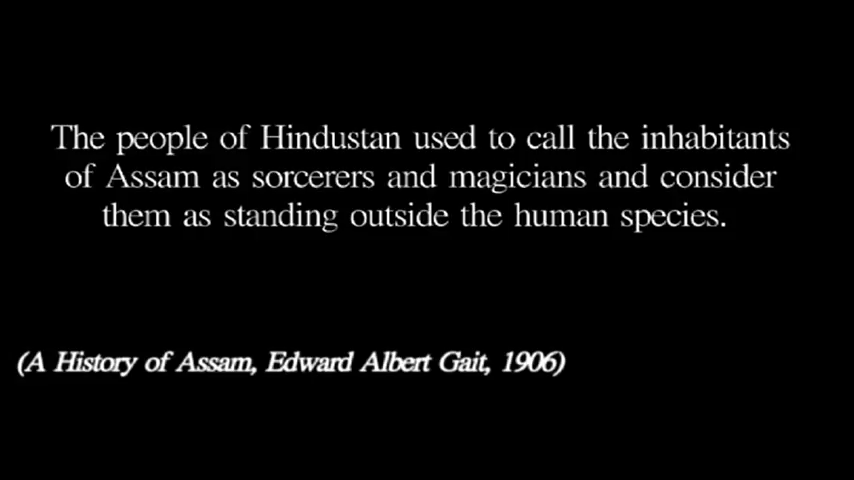 The people of Hindustan used to call the inhabitants
of Assam as sorcerers and magicians and consider
them as standing outside the human species.
(A History of Assam, Edward Albert Gait, 1906)